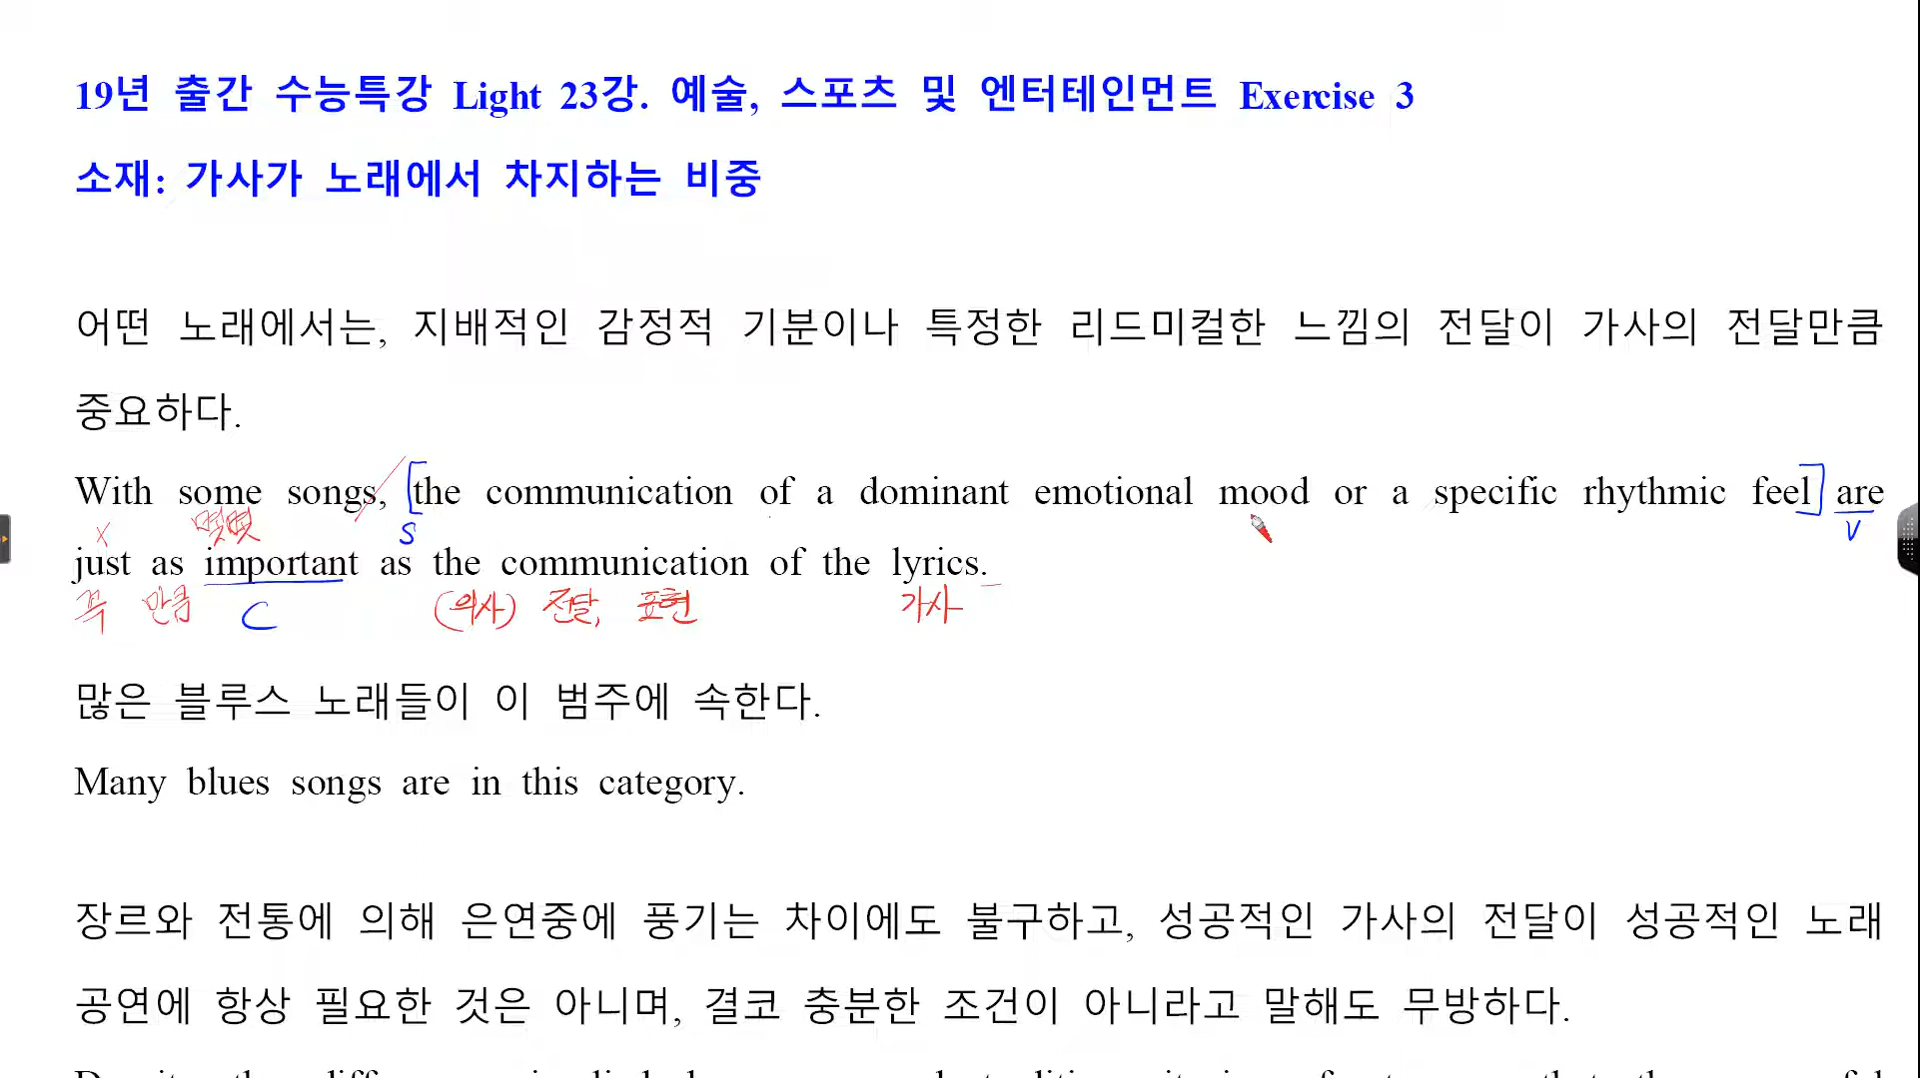 19년 출간 수능특강 Light 23강. 예술, 스포츠 및 엔터테인먼트 Exercise 3
소재: 가사가 노래에서 차지하는 비중
어떤 노래에서는, 지배적인 감정적 기분이나 특정한 리드미컬한 느낌의 전달이 가사의 전달만큼
중요하다.
With some songs, the communication of a dominant emotional mood or a specific rhythmic feel are
x 몇몇 S V
just as important as the communication of the lyrics.
꼭 만큼 C (의사) 전달, 표현 가사
많은 블루스 노래들이 이 범주에 속한다.
Many blues songs are in this category.
장르와 전통에 의해 은연중에 풍기는 차이에도 불구하고, 성공적인 가사의 전달이 성공적인 노래
공연에 항상 필요한 것은 아니며, 결코 충분한 조건이 아니라고 말해도 무방하다.